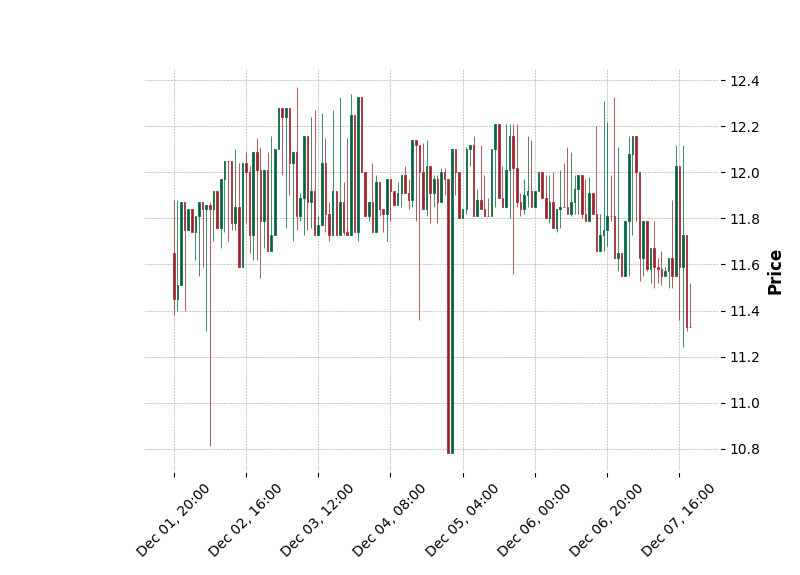 12.4
12.2
12.0
11.8
11.6
11.4
11.2
11.0
10.8
Price
Dec 01, 20:00
Dec 02, 16:00
Dec 03, 12:00
Dec 04, 08:00
Dec 05, 04:00
Dec 06, 00:00
Dec 06, 20:00
Dec 07, 16:00